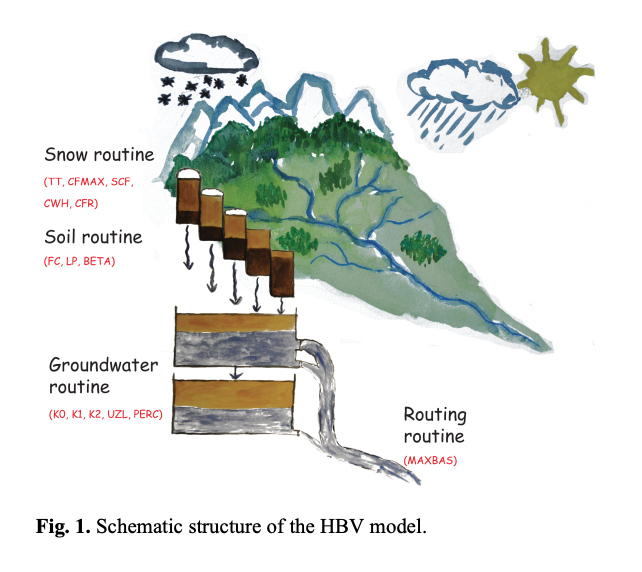 Snow routine
(TT, CFMAX, SCF,
CWH, CFR)
Soil routine
(FC, LP, BETA)
Groundwater
routine
(K0, K1, K2, UZL, PERC)
Routing
routine
(MAXBAS)
Fig. 1. Schematic structure of the HBV model.